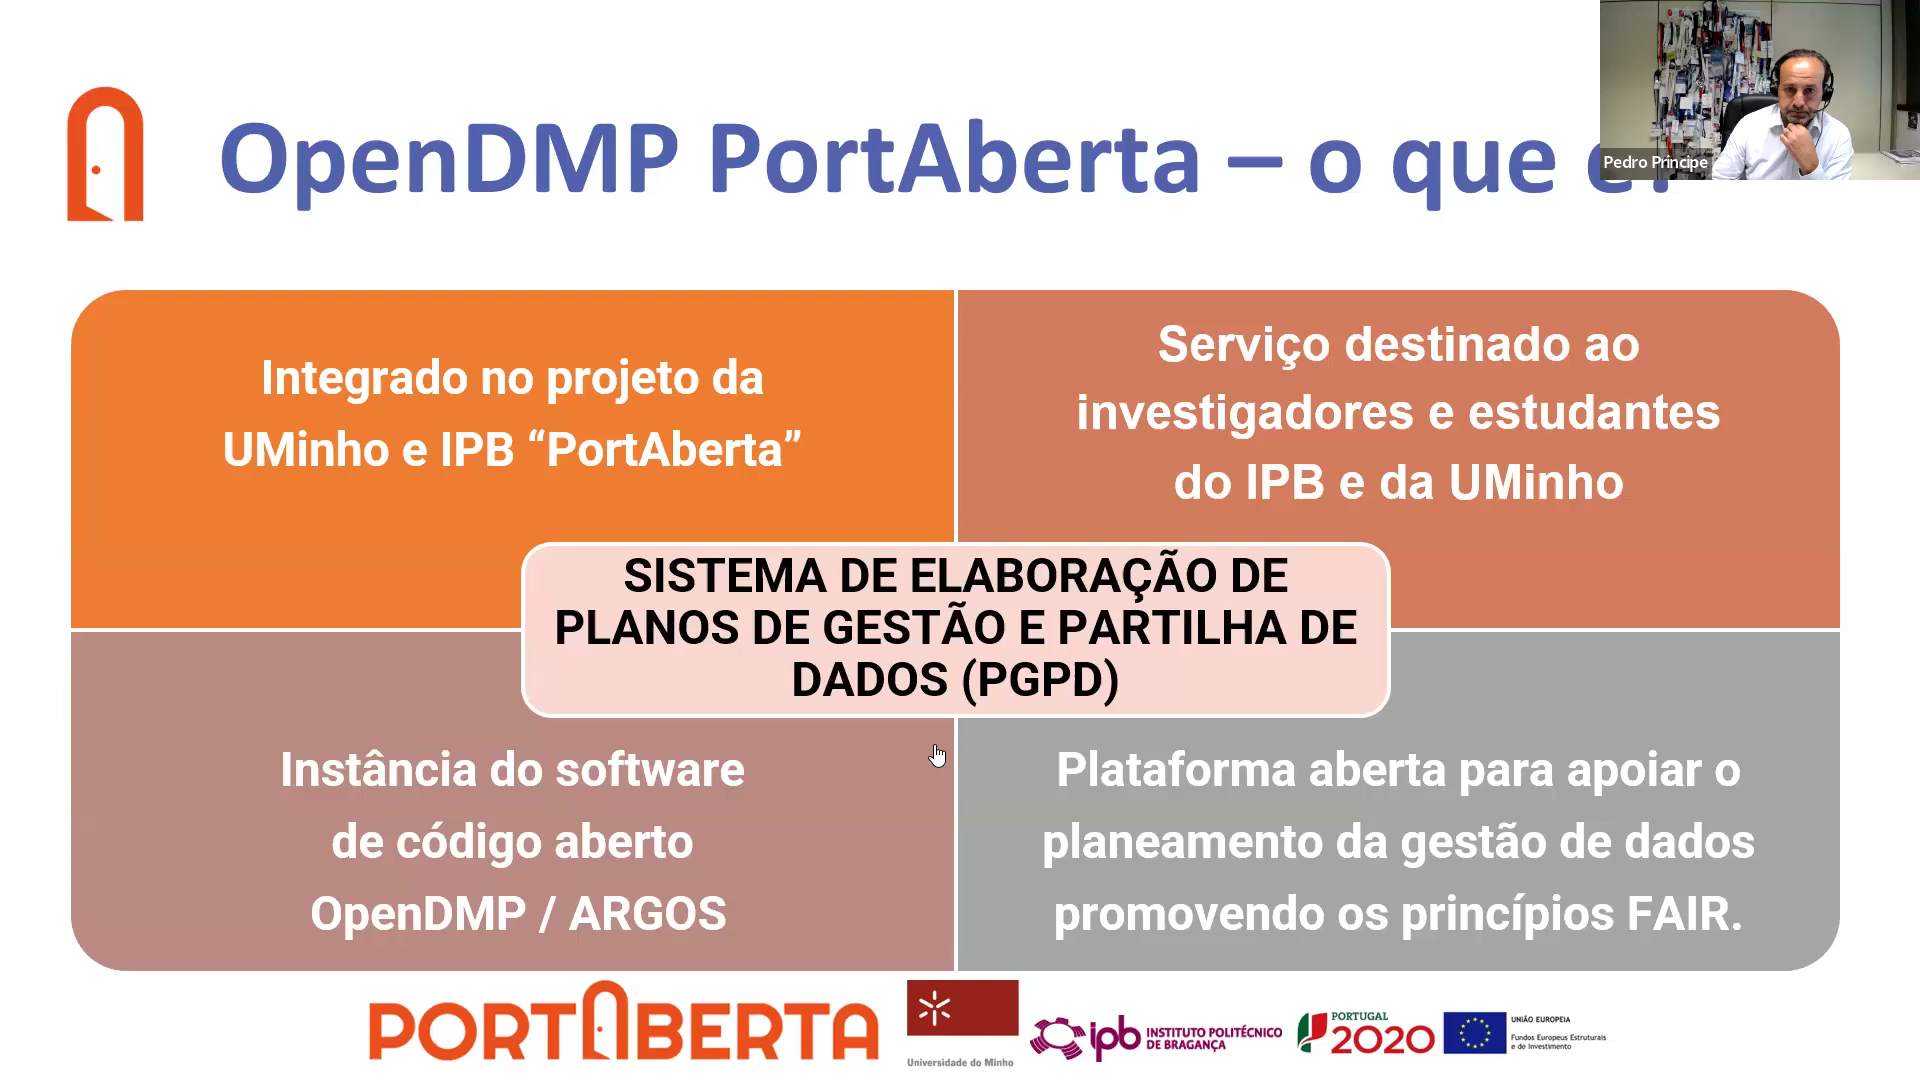 OpenDMP PortAberta – o que é?
Pedro Principe
Integrado no projeto da
UMinho e IPB “PortAberta”
Serviço destinado ao
investigadores e estudantes
do IPB e da UMinho
SISTEMA DE ELABORAÇÃO DE
PLANOS DE GESTÃO E PARTILHA DE
DADOS (PGPD)
Instância do software
de código aberto
OpenDMP / ARGOS
Plataforma aberta para apoiar o
planeamento da gestão de dados
promovendo os princípios FAIR.
PORTABERTA
Universidade do Minho
ipb INSTITUTO POLITÉCNICO
DE BRAGANÇA
PORTUGAL
2020
UNIÃO EUROPEIA
Fundos Europeus Estruturais
e de Investimento